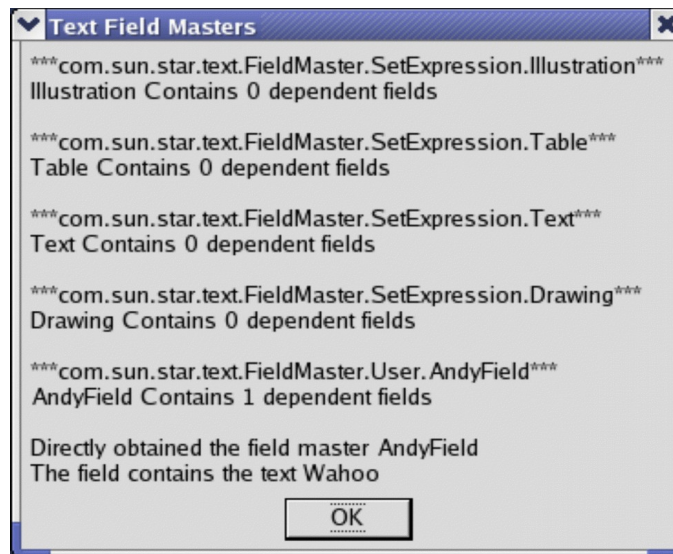 Text Field Masters
***com.sun.star.text.FieldMaster.SetExpression.Illustration***
Illustration Contains 0 dependent fields
***com.sun.star.text.FieldMaster.SetExpression.Table***
Table Contains 0 dependent fields
***com.sun.star.text.FieldMaster.SetExpression.Text***
Text Contains 0 dependent fields
***com.sun.star.text.FieldMaster.SetExpression.Drawing***
Drawing Contains 0 dependent fields
***com.sun.star.text.FieldMaster.User.AndyField***
AndyField Contains 1 dependent fields
Directly obtained the field master AndyField
The field contains the text Wahoo
OK